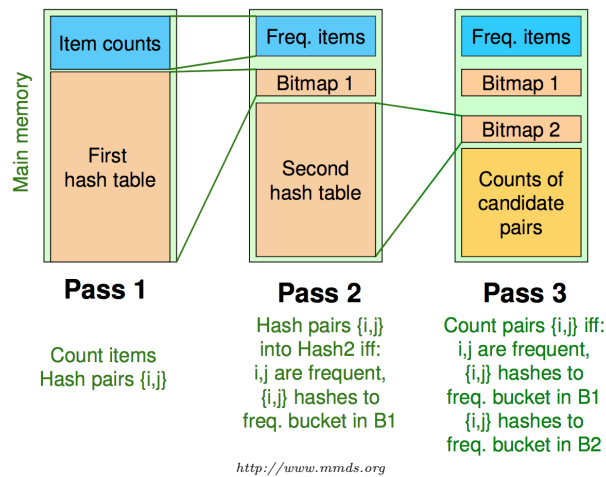 Main memory
Item counts
First
hash table
Pass 1
Count items
Hash pairs {i,j}
Freq. items
Bitmap 1
Second
hash table
Pass 2
Hash pairs {i,j}
into Hash2 iff:
i,j are frequent,
{i,j} hashes to
freq. bucket in B1
Freq. items
Bitmap 1
Bitmap 2
Counts of
candidate
pairs
Pass 3
Count pairs {i,j} iff:
i,j are frequent,
{i,j} hashes to
freq. bucket in B1
{i,j} hashes to
freq. bucket in B2
http://www.mmds.org